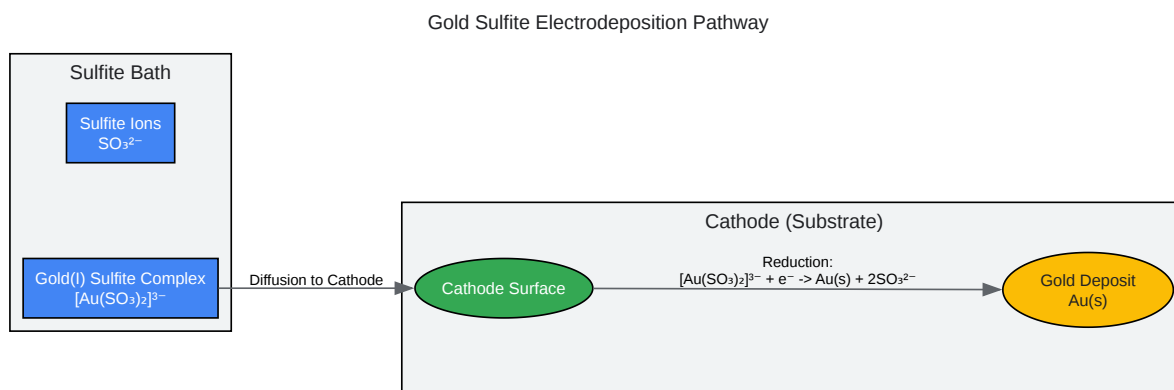 Gold Sulfite Electrodeposition Pathway
Sulfite Bath
Sulfite Ions
SO₃²⁻
Gold(I) Sulfite Complex
[Au(SO₃)₂]³⁻
Diffusion to Cathode
Cathode (Substrate)
Cathode Surface
Reduction:
[Au(SO₃)₂]³⁻ + e⁻ -> Au(s) + 2SO₃²⁻
Gold Deposit
Au(s)